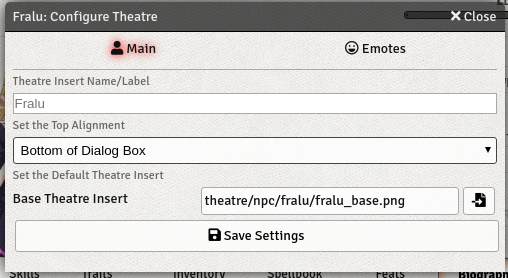 Fralu: Configure Theatre
Close
Main
Emotes
Theatre Insert Name/Label
Fralu
Set the Top Alignment
Bottom of Dialog Box
Set the Default Theatre Insert
Base Theatre Insert
theatre/npc/fralu/fralu_base.png
Save Settings
Skills Traits Inventory Spellbook Feats